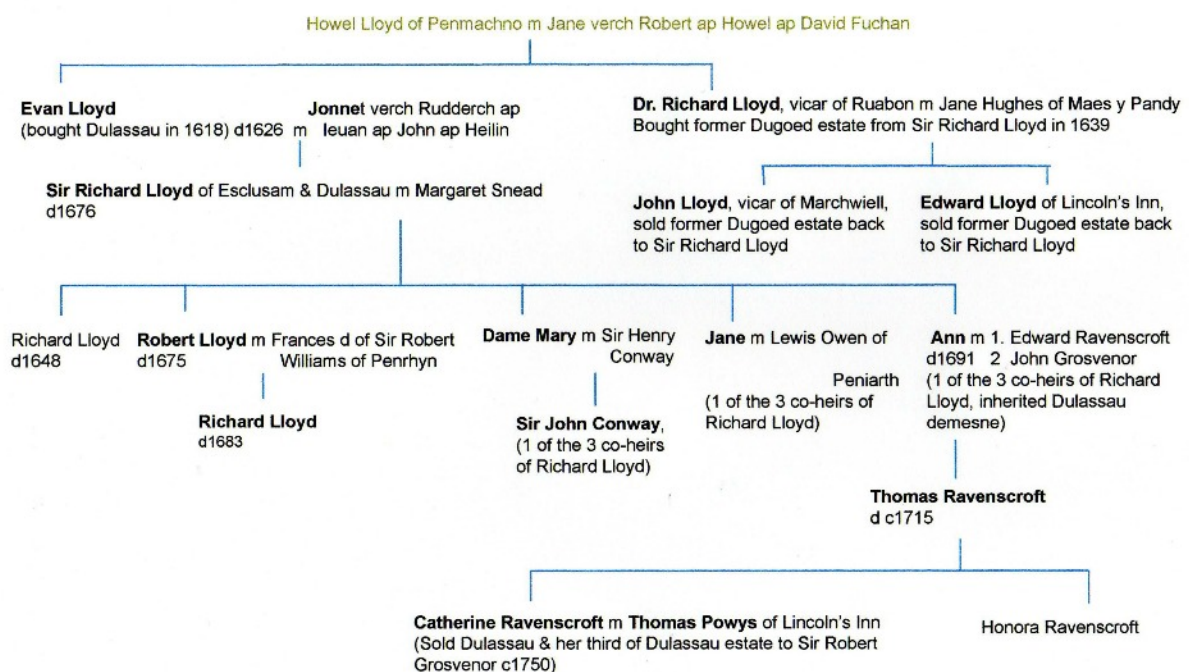 Howel Lloyd of Penmachno m Jane verch Robert ap Howel ap David Fuchan
Evan Lloyd
(bought Dulassau in 1618) d1626 m
Jonnet verch Rudderch ap
Ieuan ap John ap Heilin
Dr. Richard Lloyd, vicar of Ruabon m Jane Hughes of Maes y Pandy
Bought former Dugoed estate from Sir Richard Lloyd in 1639
Sir Richard Lloyd of Esclusam & Dulassau m Margaret Snead
d1676
John Lloyd, vicar of Marchwiell,
sold former Dugoed estate back
to Sir Richard Lloyd
Edward Lloyd of Lincoln's Inn,
sold former Dugoed estate back
to Sir Richard Lloyd
Richard Lloyd
d1648
Robert Lloyd m Frances d of Sir Robert
d1675 Williams of Penrhyn
Dame Mary m Sir Henry
Conway
Jane m Lewis Owen of
Peniarth
(1 of the 3 co-heirs of
Richard Lloyd)
Ann m 1. Edward Ravenscroft
d1691 2 John Grosvenor
(1 of the 3 co-heirs of Richard
Lloyd, inherited Dulassau
demesne)
Richard Lloyd
d1683
Sir John Conway,
(1 of the 3 co-heirs
of Richard Lloyd)
Thomas Ravenscroft
d c1715
Catherine Ravenscroft m Thomas Powys of Lincoln's Inn
(Sold Dulassau & her third of Dulassau estate to Sir Robert
Grosvenor c1750)
Honora Ravenscroft